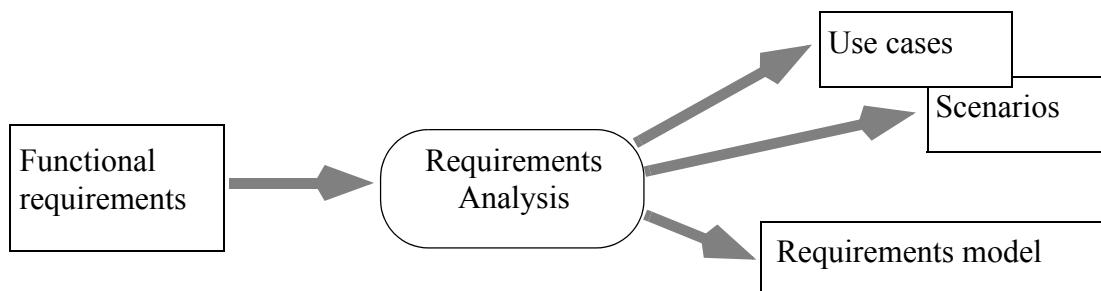 Functional
requirements
Requirements
Analysis
Use cases
Scenarios
Requirements model